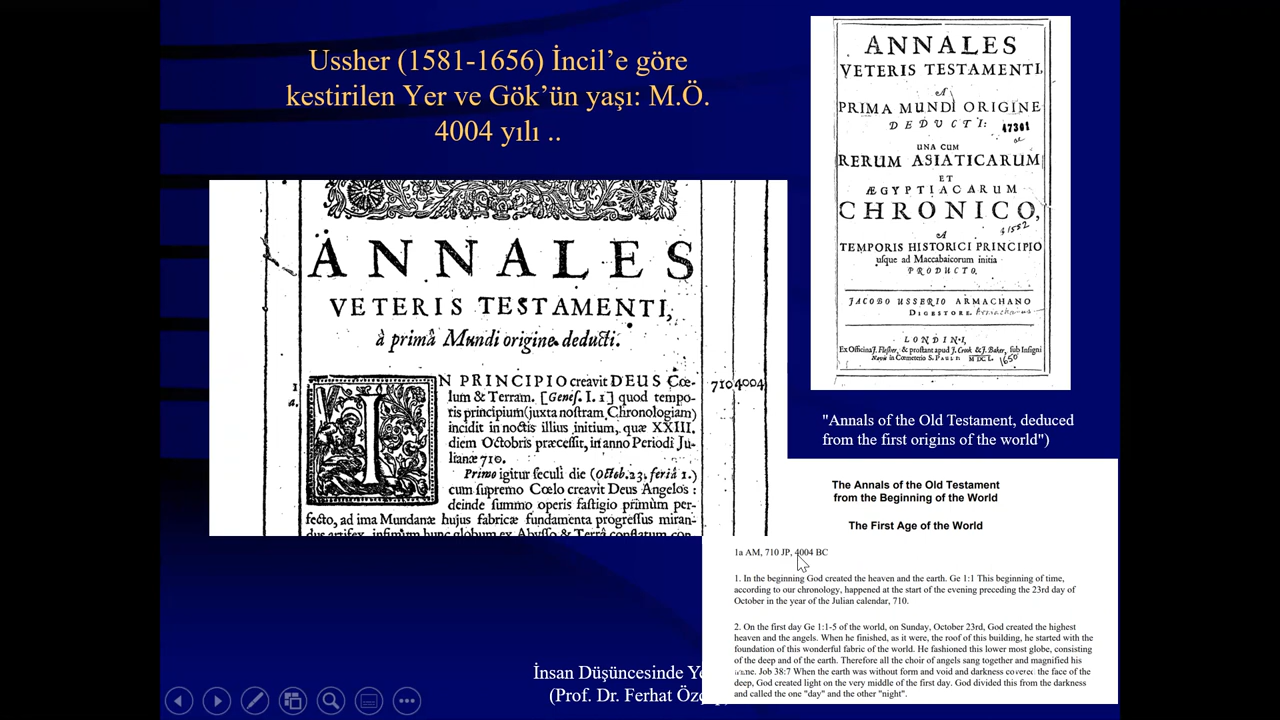 Ussher (1581-1656) İncil'e göre
kestirilen Yer ve Gök'ün yaşı: M.Ö.
4004 yılı ..
ANNALES
VETERIS TESTAMENTI,
à primâ Mundi origine deducti.
IN PRINCIPIO creavit DEUS Cœ-
lum & Terram. [Genes. I. 1] quod tempo-
ris principium (juxta nostram Chronologiam)
incidit in noctis illius initium, quæ XXIII.
diem Octobris præcessit, in anno Periodi Ju-
lianæ 710.
Primo igitur seculi die (Octob. 23. feriâ 1.)
cum supremo Cœlo creavit Deus Angelos :
deinde summo operis fastigio primùm per-
fecto, ad ima Mundanæ hujus fabricæ fundamenta progressus miran-
dus artifex, infimum hunc globum ex Abysso & Terrâ conflatum con-
1
a.
710
4004
ANNALES
VETERIS TESTAMENTI,
A
PRIMA MUNDI ORIGINE
DEDVCTI:
47301
UNA CUM
RERUM ASIATICARUM
ET
ÆGYPTIACARUM
CHRONICO,
A
TEMPORIS HISTORICI PRINCIPIO
usque ad Maccabaicorum initia
PRODUCTO.
JACOBO USSERIO ARMACHANO
DIGESTORE.
LONDINI,
Ex Officina J. Flesher, & prostant apud J. Crook & J. Baker, sub Insigni
Navis in Cœmeterio S. PAULI. MDCL.
1650
"Annals of the Old Testament, deduced
from the first origins of the world")
The Annals of the Old Testament
from the Beginning of the World
The First Age of the World
1a AM, 710 JP, 4004 BC
1. In the beginning God created the heaven and the earth. Ge 1:1 This beginning of time,
according to our chronology, happened at the start of the evening preceding the 23rd day of
October in the year of the Julian calendar, 710.
2. On the first day Ge 1:1-5 of the world, on Sunday, October 23rd, God created the highest
heaven and the angels. When he finished, as it were, the roof of this building, he started with the
foundation of this wonderful fabric of the world. He fashioned this lower most globe, consisting
of the deep and of the earth. Therefore all the choir of angels sang together and magnified his
name. Job 38:7 When the earth was without form and void and darkness covered the face of the
deep, God created light on the very middle of the first day. God divided this from the darkness
and called the one "day" and the other "night".
İnsan Düşüncesinde
(Prof. Dr. Ferhat